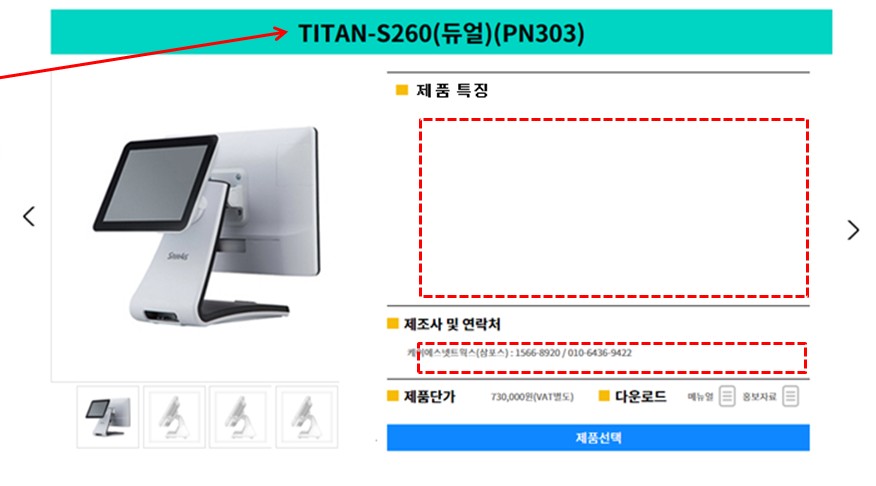 TITAN-S260(듀얼)(PN303)
제품 특징
제조사 및 연락처
케이에스넷트웍스(샵포스) : 1566-8920 / 010-6436-9422
제품단가 730,000원(VAT별도) 다운로드 메뉴얼 홍보자료
제품선택